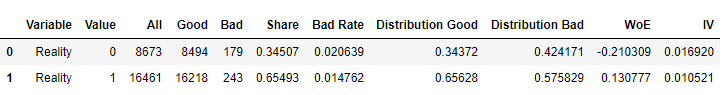 Variable Value All Good Bad Share Bad Rate Distribution Good Distribution Bad WoE IV
0 Reality 0 8673 8494 179 0.34507 0.020639 0.34372 0.424171 -0.210309 0.016920
1 Reality 1 16461 16218 243 0.65493 0.014762 0.65628 0.575829 0.130777 0.010521